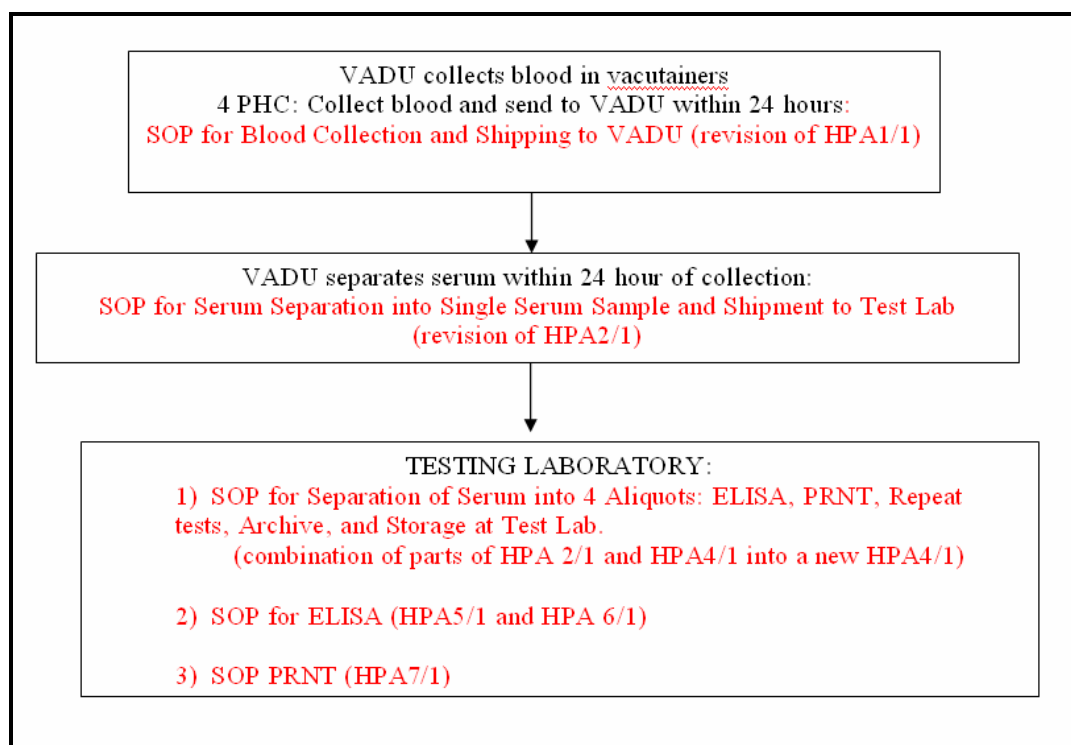 VADU collects blood in vacutainers
4 PHC: Collect blood and send to VADU within 24 hours:
SOP for Blood Collection and Shipping to VADU (revision of HPA1/1)
VADU separates serum within 24 hour of collection:
SOP for Serum Separation into Single Serum Sample and Shipment to Test Lab
(revision of HPA2/1)
TESTING LABORATORY:
1) SOP for Separation of Serum into 4 Aliquots: ELISA, PRNT, Repeat
tests, Archive, and Storage at Test Lab.
(combination of parts of HPA 2/1 and HPA4/1 into a new HPA4/1)
2) SOP for ELISA (HPA5/1 and HPA 6/1)
3) SOP PRNT (HPA7/1)